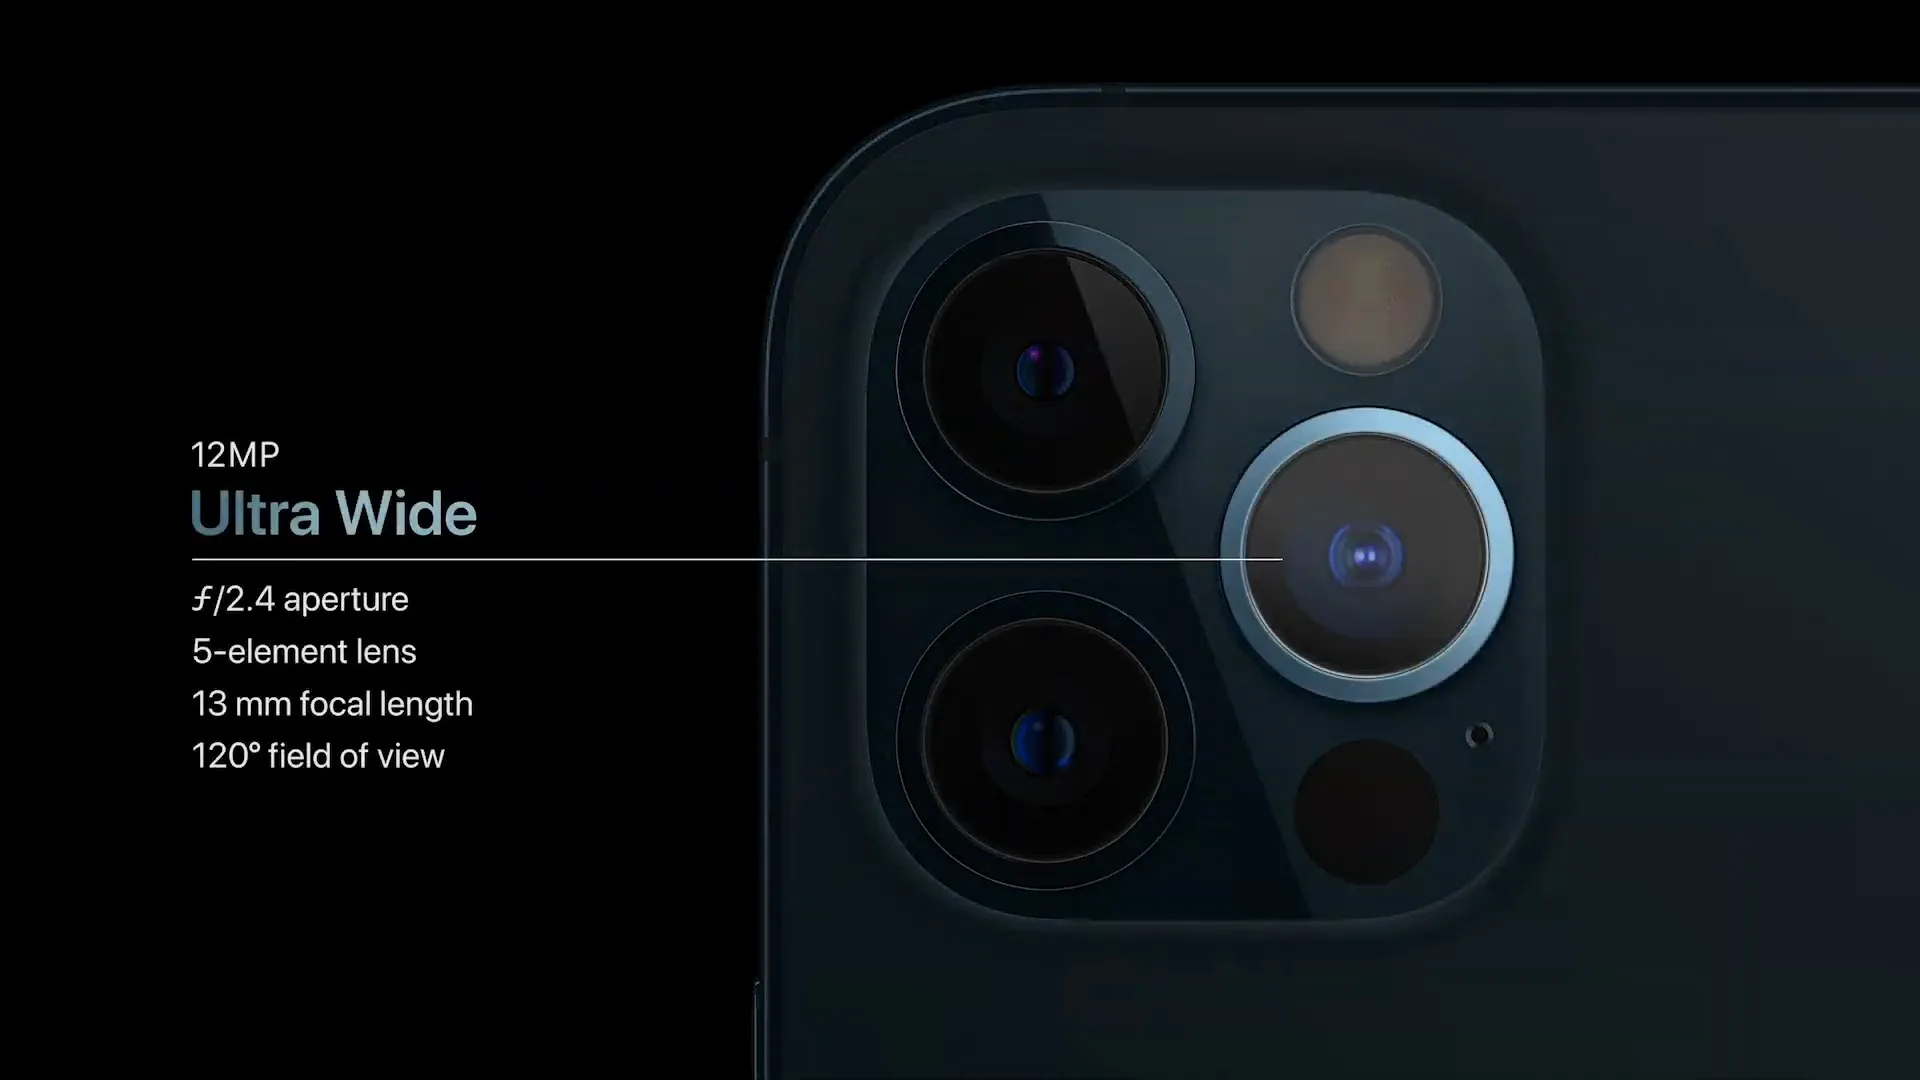 12MP
Ultra Wide
ƒ/2.4 aperture
5-element lens
13 mm focal length
120° field of view